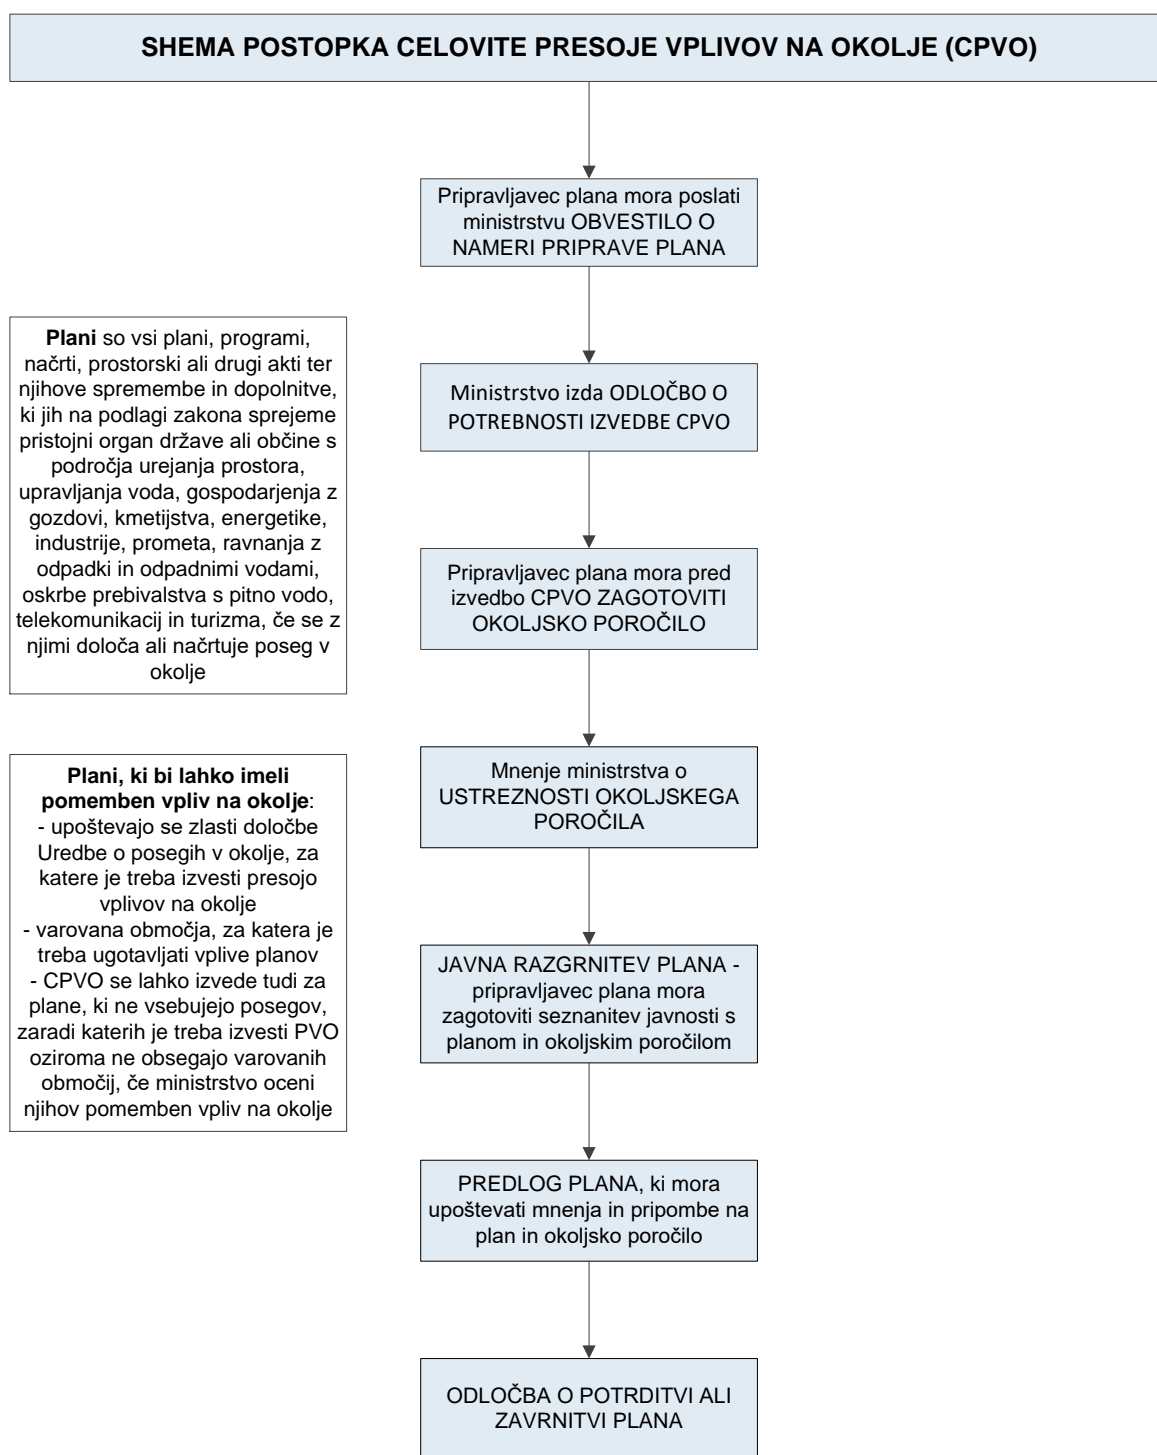 SHEMA POSTOPKA CELOVITE PRESOJE VPLIVOV NA OKOLJE (CPVO)
Pripravljavec plana mora poslati
ministrstvu OBVESTILO O
NAMERI PRIPRAVE PLANA
Plani so vsi plani, programi,
načrti, prostorski ali drugi akti ter
njihove spremembe in dopolnitve,
ki jih na podlagi zakona sprejeme
pristojni organ države ali občine s
področja urejanja prostora,
upravljanja voda, gospodarjenja z
gozdovi, kmetijstva, energetike,
industrije, prometa, ravnanja z
odpadki in odpadnimi vodami,
oskrbe prebivalstva s pitno vodo,
telekomunikacij in turizma, če se z
njimi določa ali načrtuje poseg v
okolje
Ministrstvo izda ODLOČBO O
POTREBNOSTI IZVEDBE CPVO
Pripravljavec plana mora pred
izvedbo CPVO ZAGOTOVITI
OKOLJSKO POROČILO
Mnenje ministrstva o
USTREZNOSTI OKOLJSKEGA
POROČILA
Plani, ki bi lahko imeli
pomemben vpliv na okolje:
- upoštevajo se zlasti določbe
Uredbe o posegih v okolje, za
katere je treba izvesti presojo
vplivov na okolje
- varovana območja, za katera je
treba ugotavljati vplive planov
- CPVO se lahko izvede tudi za
plane, ki ne vsebujejo posegov,
zaradi katerih je treba izvesti PVO
oziroma ne obsegajo varovanih
območij, če ministrstvo oceni
njihov pomemben vpliv na okolje
JAVNA RAZGRNITEV PLANA -
pripravljavec plana mora
zagotoviti seznanitev javnosti s
planom in okoljskim poročilom
PREDLOG PLANA, ki mora
upoštevati mnenja in pripombe na
plan in okoljsko poročilo
ODLOČBA O POTRDITVI ALI
ZAVRNITVI PLANA